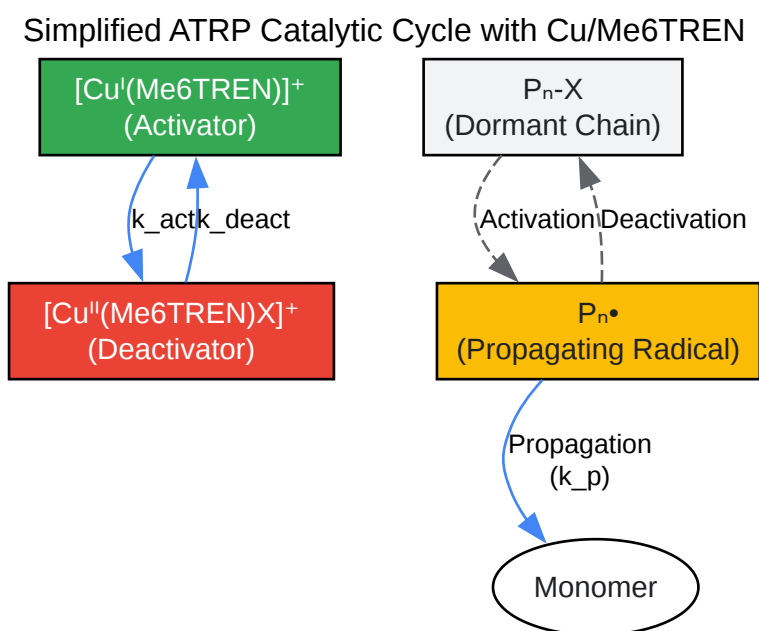 Simplified ATRP Catalytic Cycle with Cu/Me6TREN
[Cuᴵ(Me6TREN)]⁺
(Activator)
Pₙ-X
(Dormant Chain)
k_act
k_deact
Activation
Deactivation
[Cuᴵᴵ(Me6TREN)X]⁺
(Deactivator)
Pₙ•
(Propagating Radical)
Propagation
(k_p)
Monomer